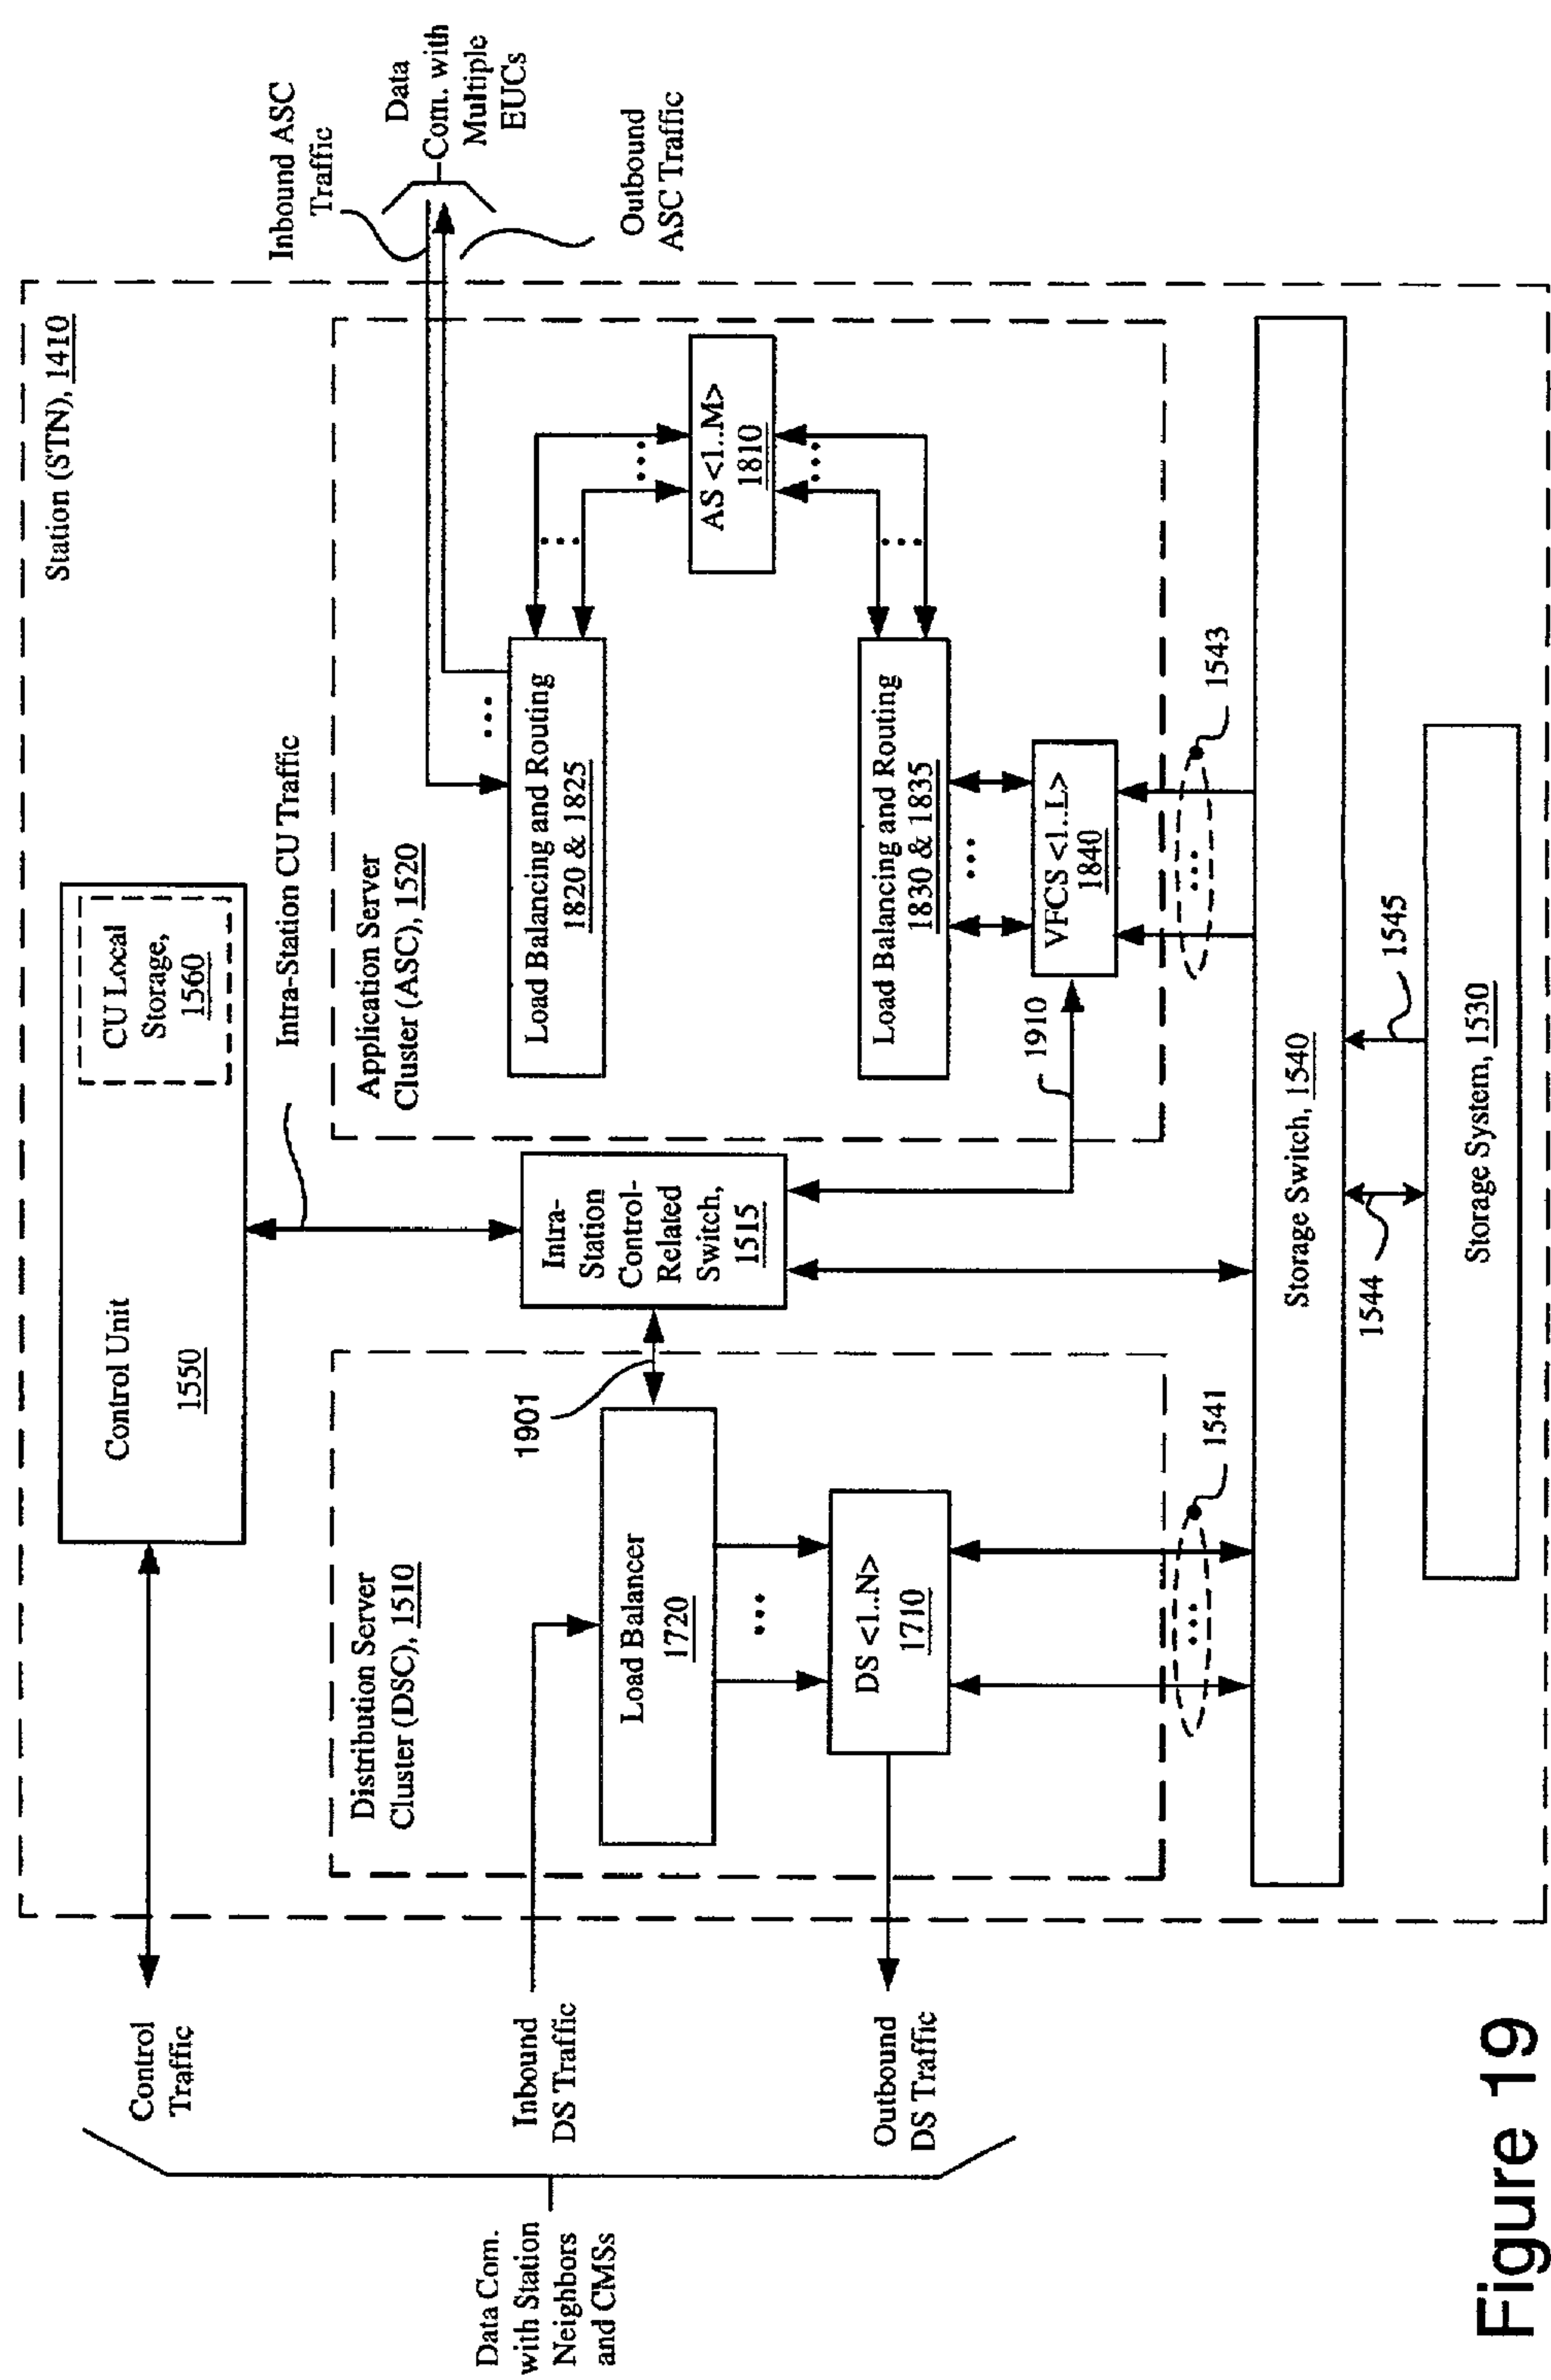 Station (STN), 1410
Control
Traffic
Control Unit
1550
CU Local
Storage,
1560
Intra-Station CU Traffic
Inbound ASC
Traffic
Data
Com. with
Multiple
EUCs
Outbound
ASC Traffic
Data Com.
with Station
Neighbors
and CMSs
Inbound
DS Traffic
Outbound
DS Traffic
Distribution Server
Cluster (DSC), 1510
Load Balancer
1720
...
DS <1..N>
1710
1901
Intra-
Station
Control-
Related
Switch,
1515
Application Server
Cluster (ASC), 1520
...
Load Balancing and Routing
1820 & 1825
...
...
AS <1..M>
1810
...
...
Load Balancing and Routing
1830 & 1835
...
VFCS <1..L>
1840
1910
...
1541
...
1543
Storage Switch, 1540
1544
1545
Storage System, 1530
Figure 19